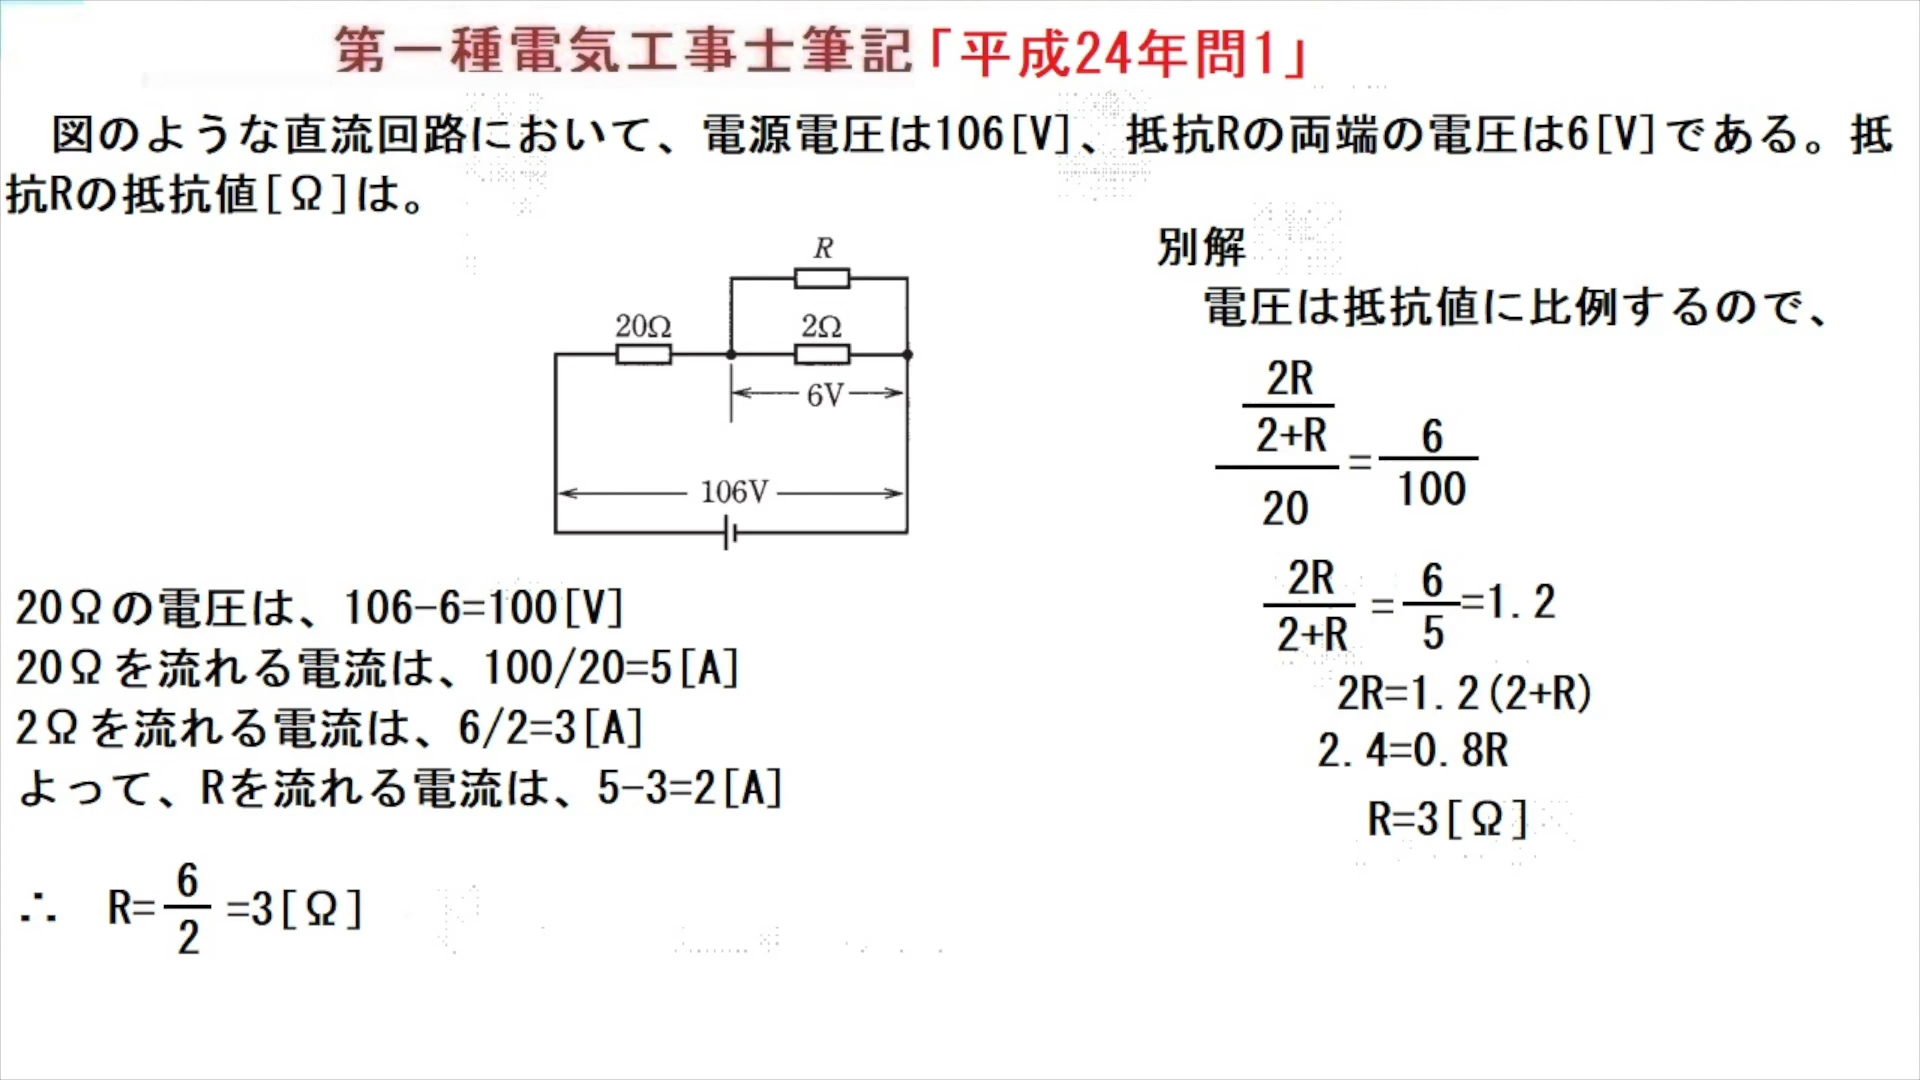 第一種電気工事士筆記「平成24年問1」
図のような直流回路において、電源電圧は106[V]、抵抗Rの両端の電圧は6[V]である。抵
抗Rの抵抗値[Ω]は。
R
20Ω
2Ω
6V
106V
20Ωの電圧は、106-6=100[V]
20Ωを流れる電流は、100/20=5[A]
2Ωを流れる電流は、6/2=3[A]
よって、Rを流れる電流は、5-3=2[A]
∴ R=6/2=3[Ω]
別解
電圧は抵抗値に比例するので、
2R
2+R
20
=
6
100
2R
2+R
=
6
5
=1.2
2R=1.2(2+R)
2.4=0.8R
R=3[Ω]